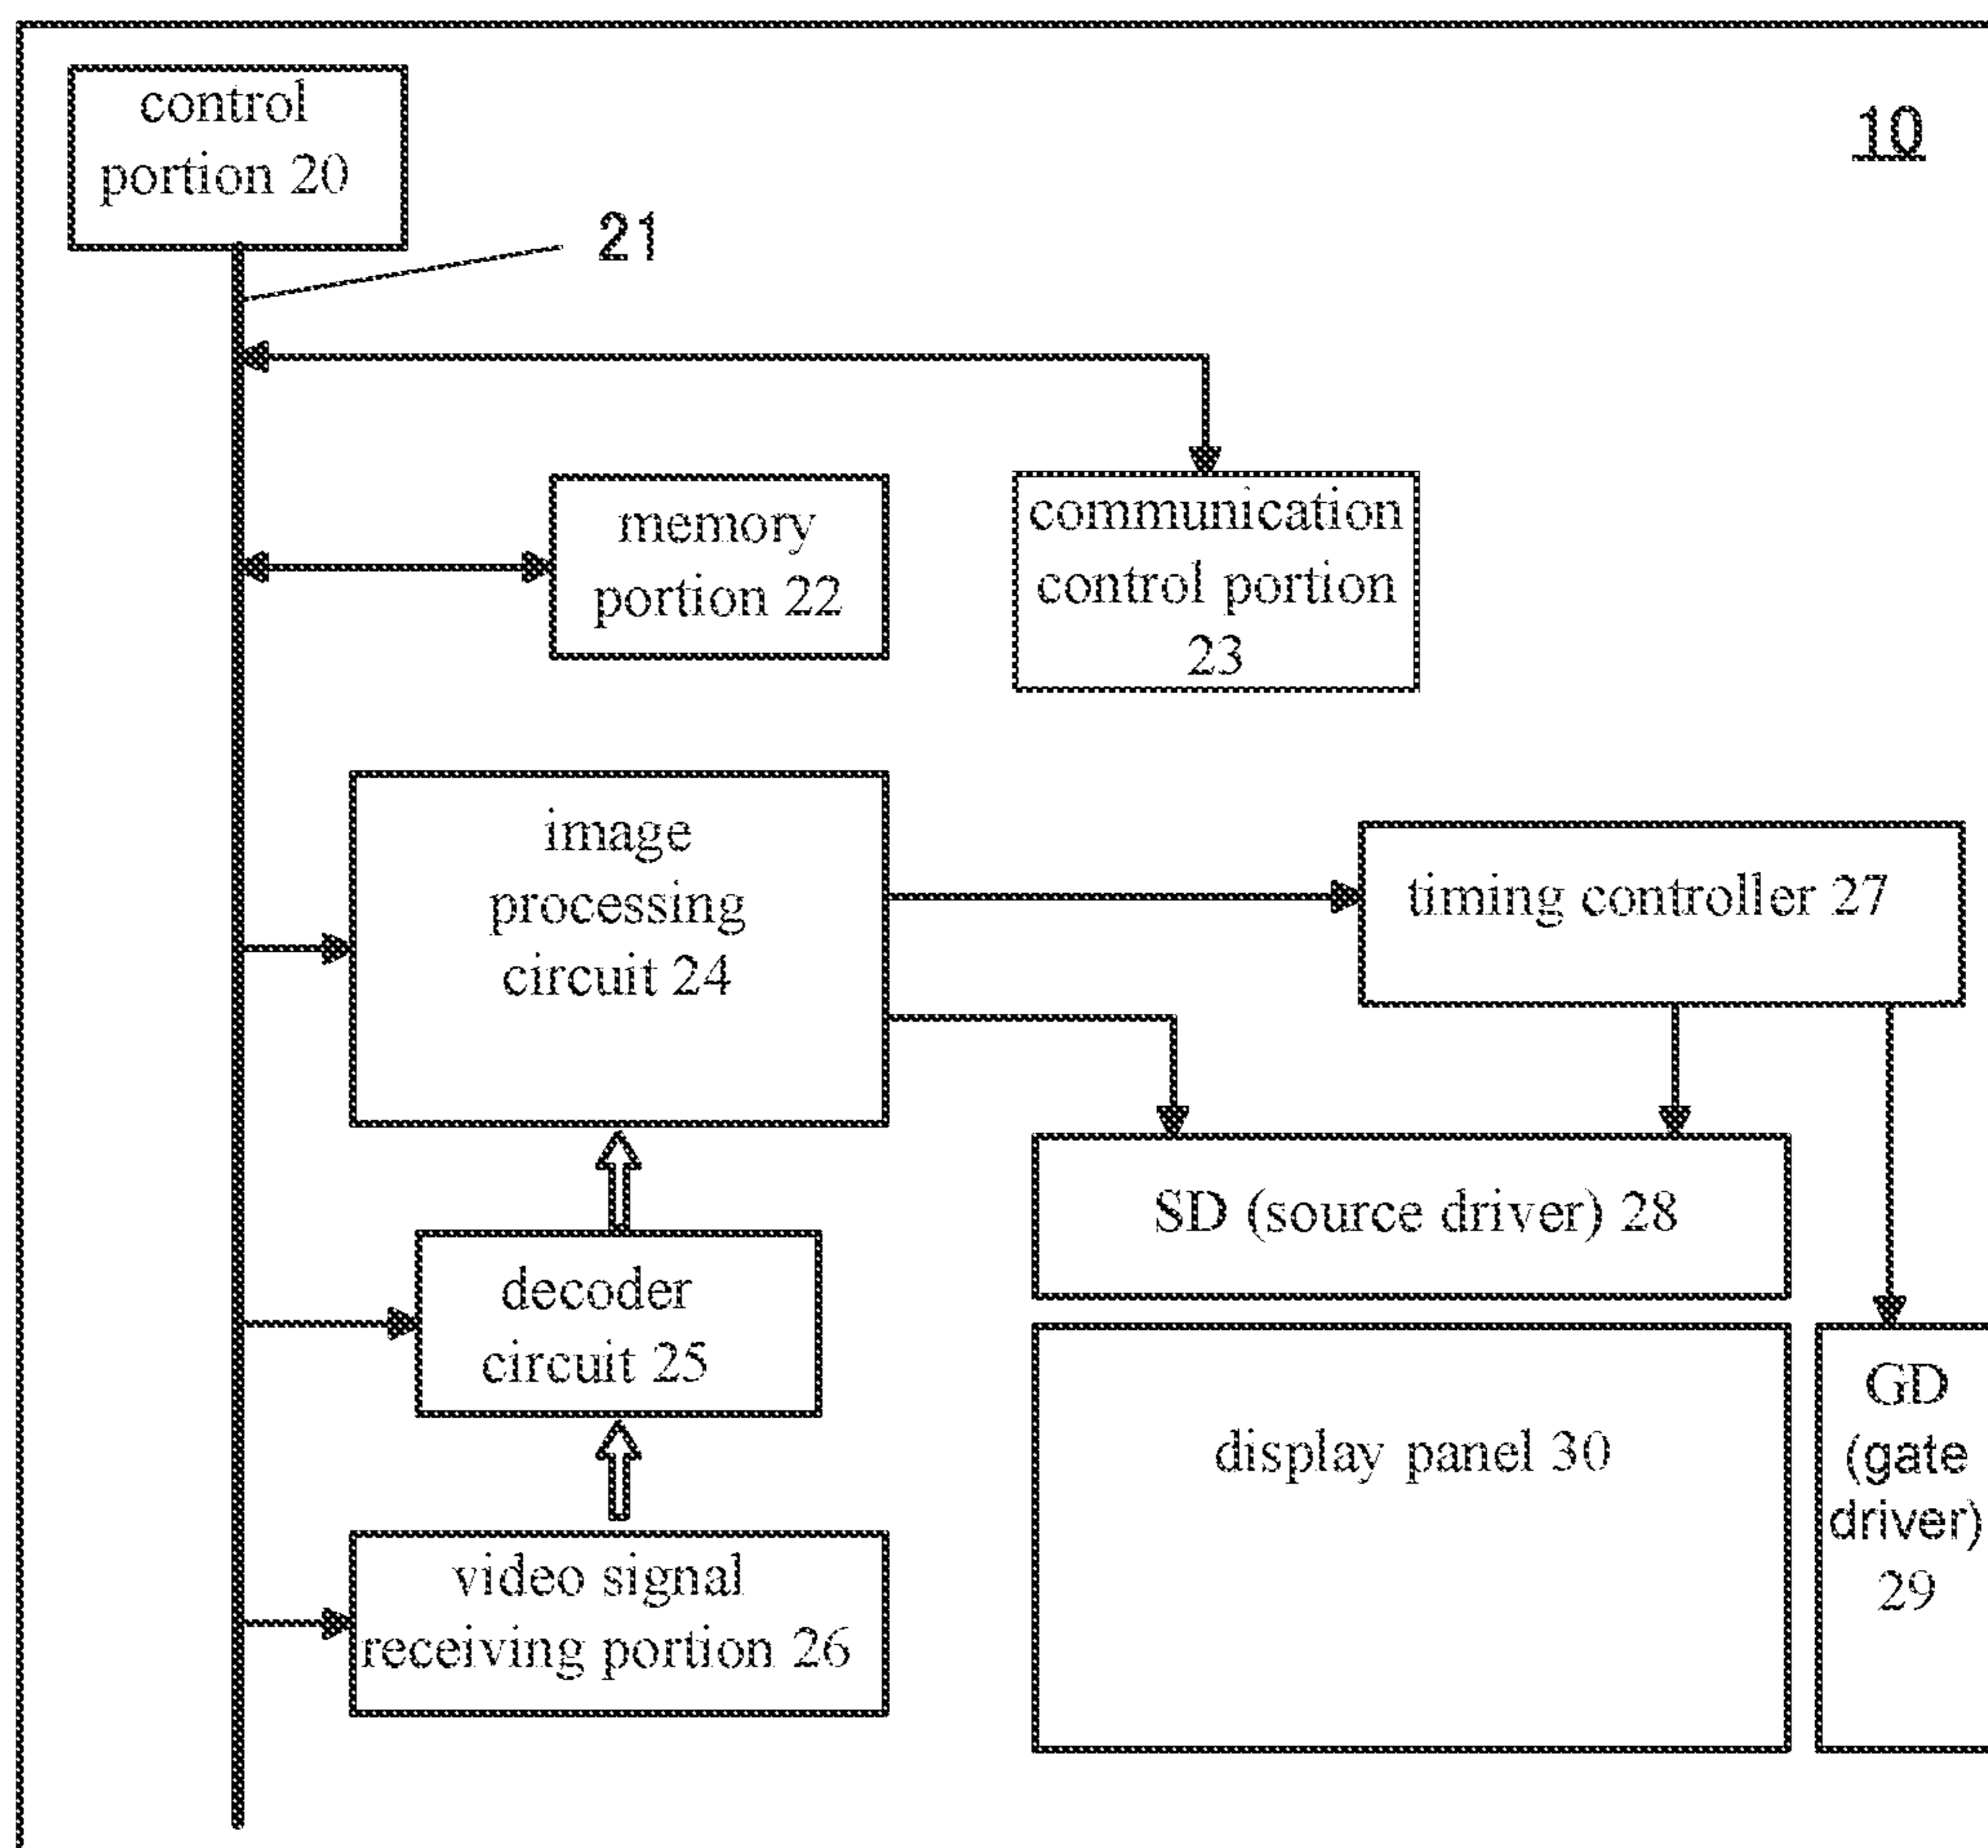 control
portion 20
10
21
memory
portion 22
communication
control portion
23
image
processing
circuit 24
timing controller 27
SD (source driver) 28
decoder
circuit 25
display panel 30
GD
(gate
driver)
29
video signal
receiving portion 26